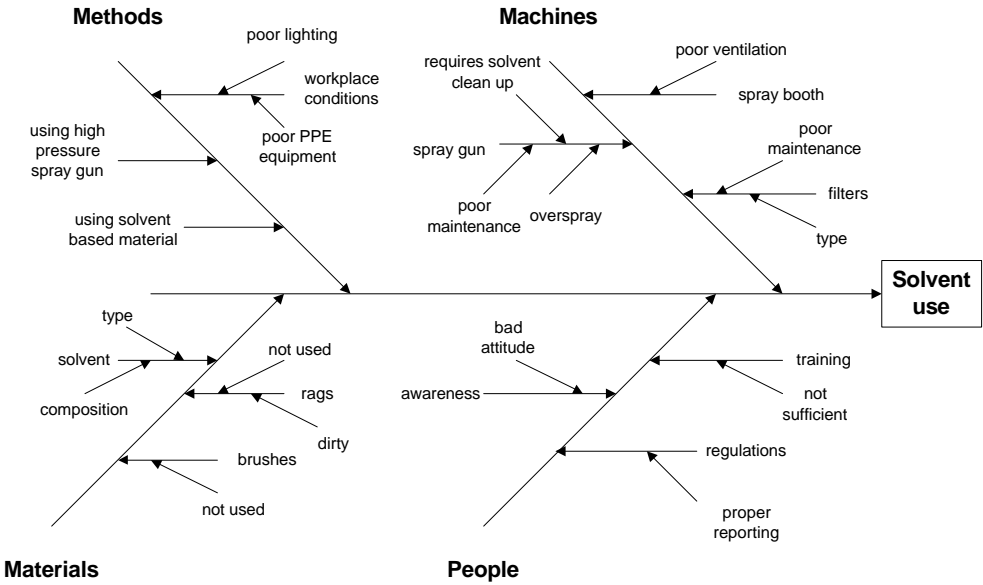 Methods
Machines
poor lighting
workplace
conditions
poor PPE
equipment
using high
pressure
spray gun
using solvent
based material
requires solvent
clean up
poor ventilation
spray booth
spray gun
poor
maintenance
overspray
poor
maintenance
filters
type
Solvent
use
type
solvent
composition
not used
rags
dirty
brushes
not used
bad
attitude
awareness
training
not
sufficient
regulations
proper
reporting
Materials
People